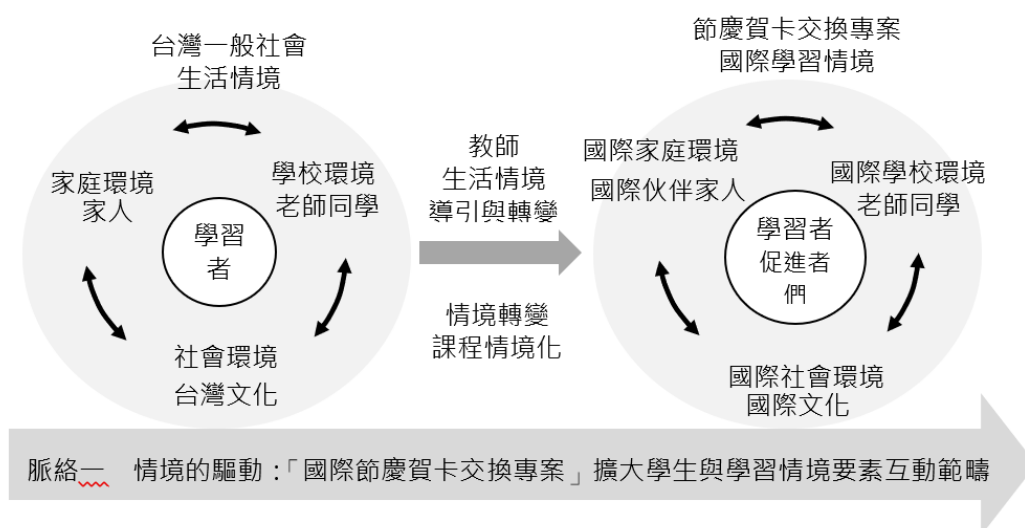 台灣一般社會
生活情境
家庭環境
家人
學校環境
老師同學
學習
者
社會環境
台灣文化
教師
生活情境
導引與轉變
情境轉變
課程情境化
節慶賀卡交換專案
國際學習情境
國際家庭環境
國際伙伴家人
國際學校環境
老師同學
學習者
促進者
們
國際社會環境
國際文化
脈絡一　情境的驅動：「國際節慶賀卡交換專案」擴大學生與學習情境要素互動範疇